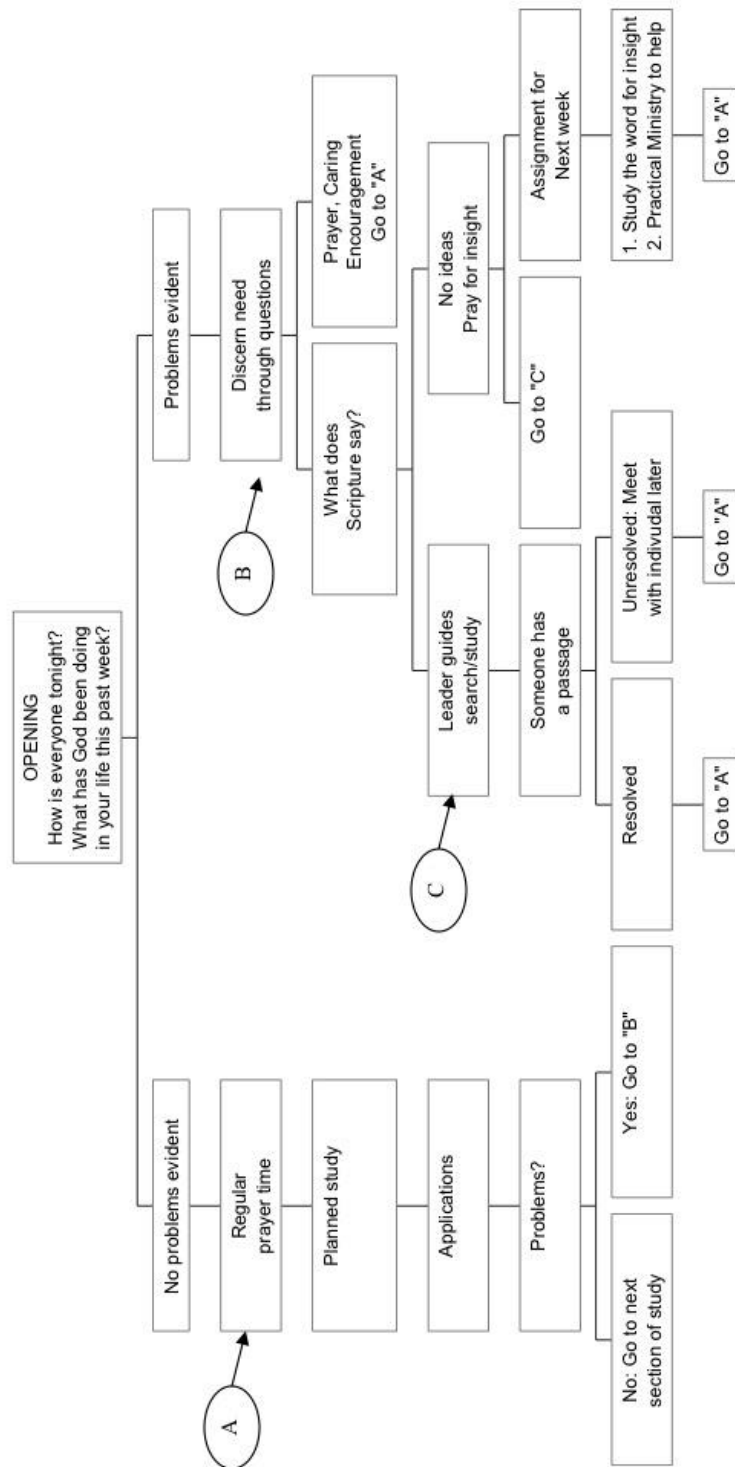 OPENING
How is everyone tonight?
What has God been doing
in your life this past week?
No problems evident
Problems evident
A
Regular
prayer time
B
Discern need
through questions
Planned study
What does
Scripture say?
Prayer, Caring
Encouragement
Go to "A"
Applications
C
Leader guides
search/study
No ideas
Pray for insight
Problems?
Someone has
a passage
Go to "C"
Assignment for
Next week
No: Go to next
section of study
Yes: Go to "B"
Resolved
Unresolved: Meet
with indivudal later
1. Study the word for insight
2. Practical Ministry to help
Go to "A"
Go to "A"
Go to "A"